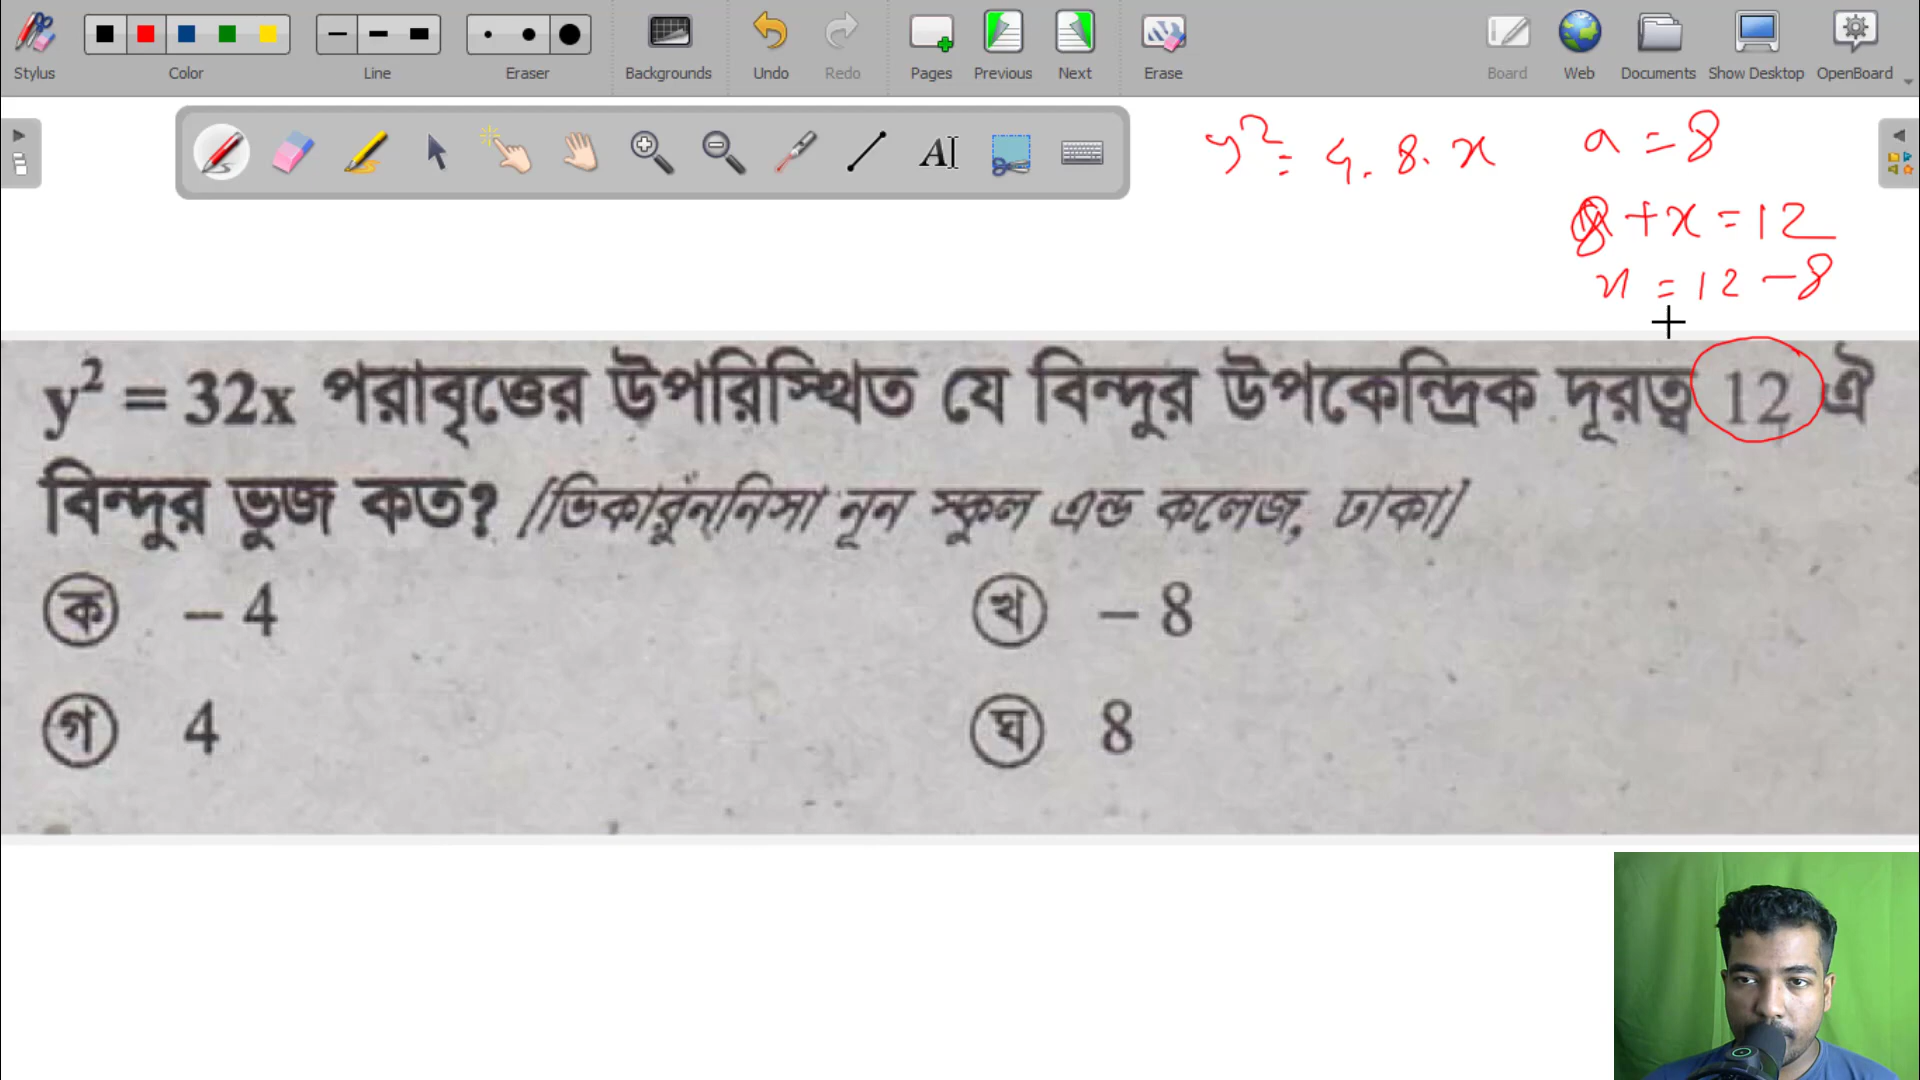 Stylus
Color
Line
Eraser
Backgrounds
Undo
Redo
Pages
Previous
Next
Erase
Board
Web
Documents
Show Desktop
OpenBoard
y² = 4. 8. x
a = 8
8 + x = 12
x = 12 - 8
y² = 32x পরাবৃত্তের উপরিস্থিত যে বিন্দুর উপকেন্দ্রিক দূরত্ব 12 ঐ
বিন্দুর ভুজ কত? [ভিকারুন্ননিসা নূন স্কুল এন্ড কলেজ, ঢাকা]
ক – 4
খ – 8
গ 4
ঘ 8